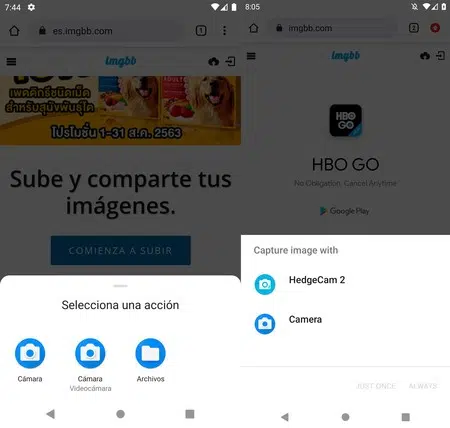 7:44
es.imgbb.com
1
imgbb
เพดดิกรีชนิดเม็ด
สำหรับสุนัขพันธุ์โต
โปรโมชั่น 1-31 ส.ค. 2563
Sube y comparte tus
imágenes.
COMIENZA A SUBIR
Selecciona una acción
Cámara
Cámara
Archivos
Videocámara
8:05
imgbb.com
imgbb
HBO
GO
HBO GO
No Obligation, Cancel Anytime
Google Play
Capture image with
HedgeCam 2
Camera
JUST ONCE
ALWAYS